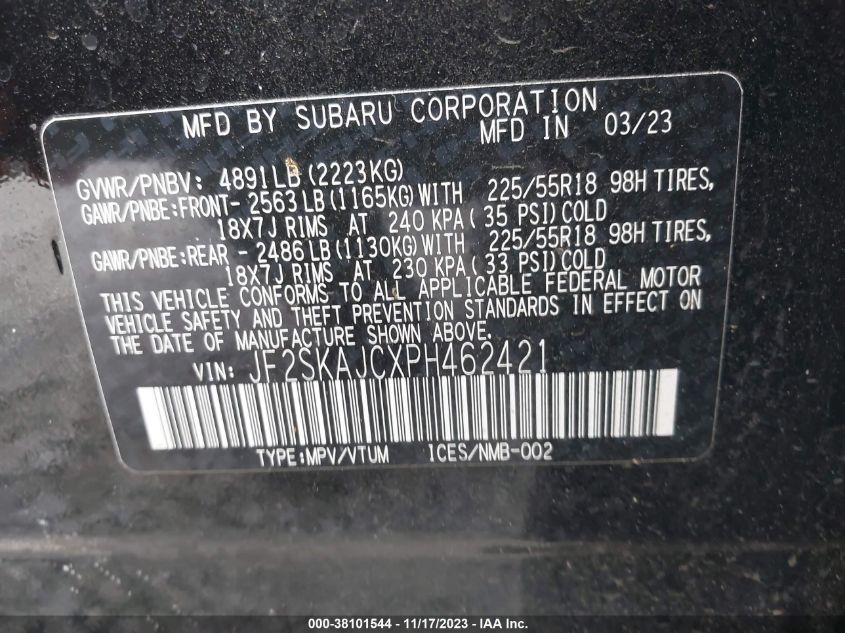 MFD BY SUBARU CORPORATION
MFD IN 03/23
GVWR/PNBV: 4891LB (2223KG)
GAWR/PNBE:FRONT- 2563 LB (1165KG) WITH 225/55R18 98H TIRES,
18X7J RIMS AT 240 KPA ( 35 PSI) COLD
GAWR/PNBE:REAR - 2486 LB (1130KG) WITH 225/55R18 98H TIRES,
18X7J RIMS AT 230 KPA ( 33 PSI) COLD
THIS VEHICLE CONFORMS TO ALL APPLICABLE FEDERAL MOTOR
VEHICLE SAFETY AND THEFT PREVENTION STANDARDS IN EFFECT ON
THE DATE OF MANUFACTURE SHOWN ABOVE.
VIN: JF2SKAJCXPH462421
TYPE:MPV/VTUM ICES/NMB-002
000-38101544 - 11/17/2023 - IAA Inc.